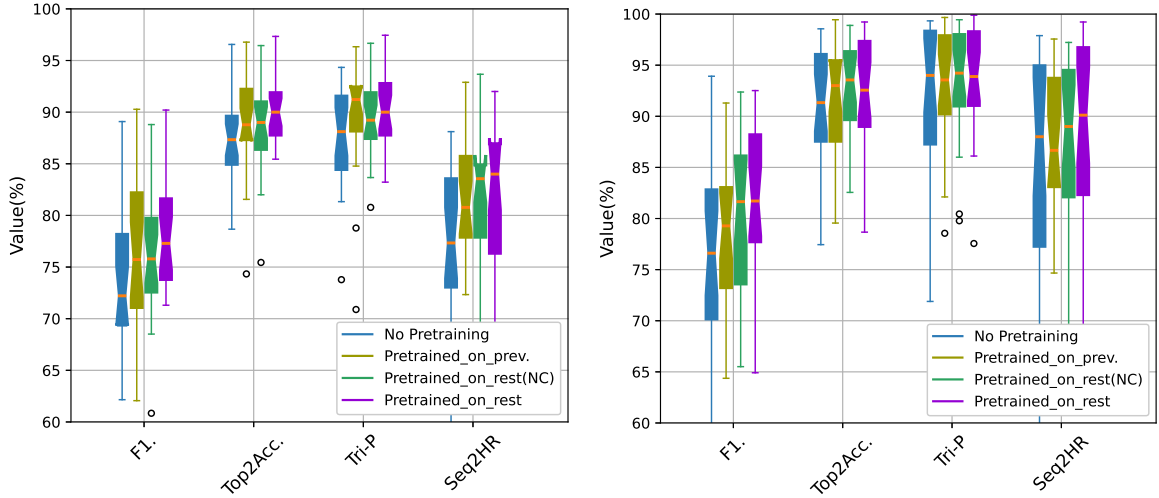 Value(%)
100
95
90
85
80
75
70
65
60
F1.
Top2Acc.
Tri-P
Seq2HR
No Pretraining
Pretrained_on_prev.
Pretrained_on_rest(NC)
Pretrained_on_rest
Value(%)
100
95
90
85
80
75
70
65
60
F1.
Top2Acc.
Tri-P
Seq2HR
No Pretraining
Pretrained_on_prev.
Pretrained_on_rest(NC)
Pretrained_on_rest